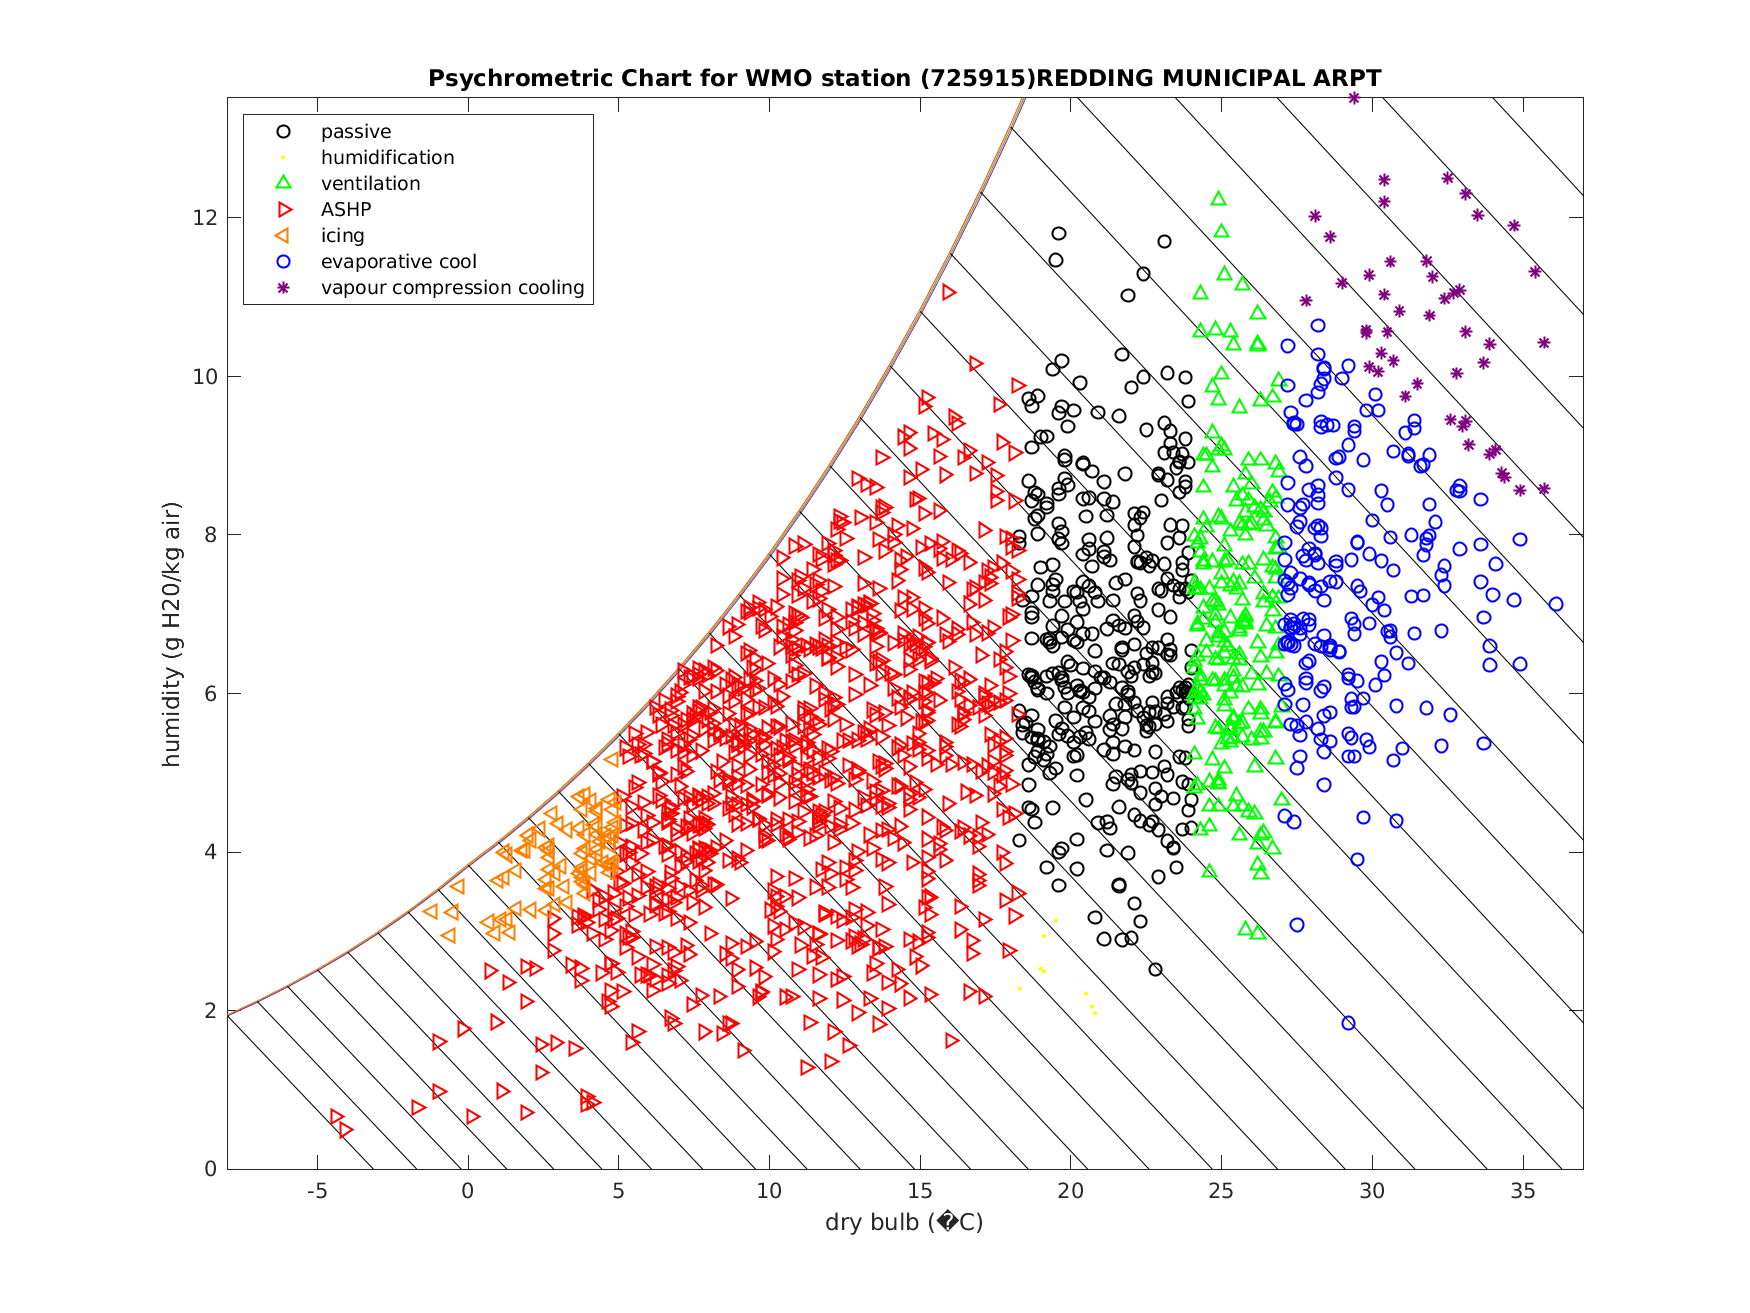 Psychrometric Chart for WMO station (725915)REDDING MUNICIPAL ARPT
passive
humidification
ventilation
ASHP
icing
evaporative cool
vapour compression cooling
humidity (g H20/kg air)
12
10
8
6
4
2
0
-5 0 5 10 15 20 25 30 35
dry bulb (�C)